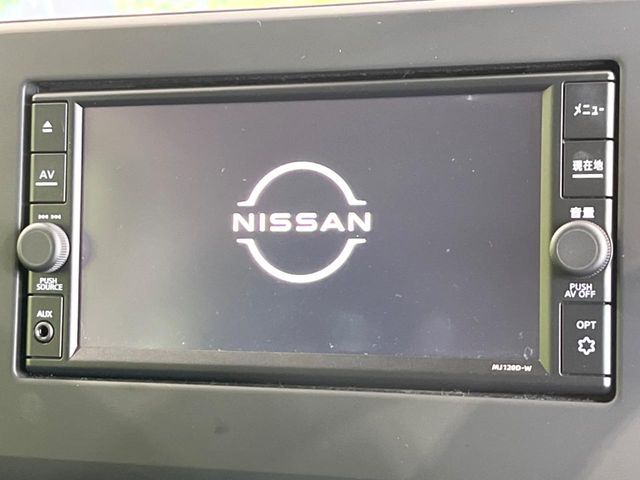 AV
PUSH
SOURCE
AUX
NISSAN
メニュー
現在地
音量
PUSH
AV OFF
OPT
MJ120D-W